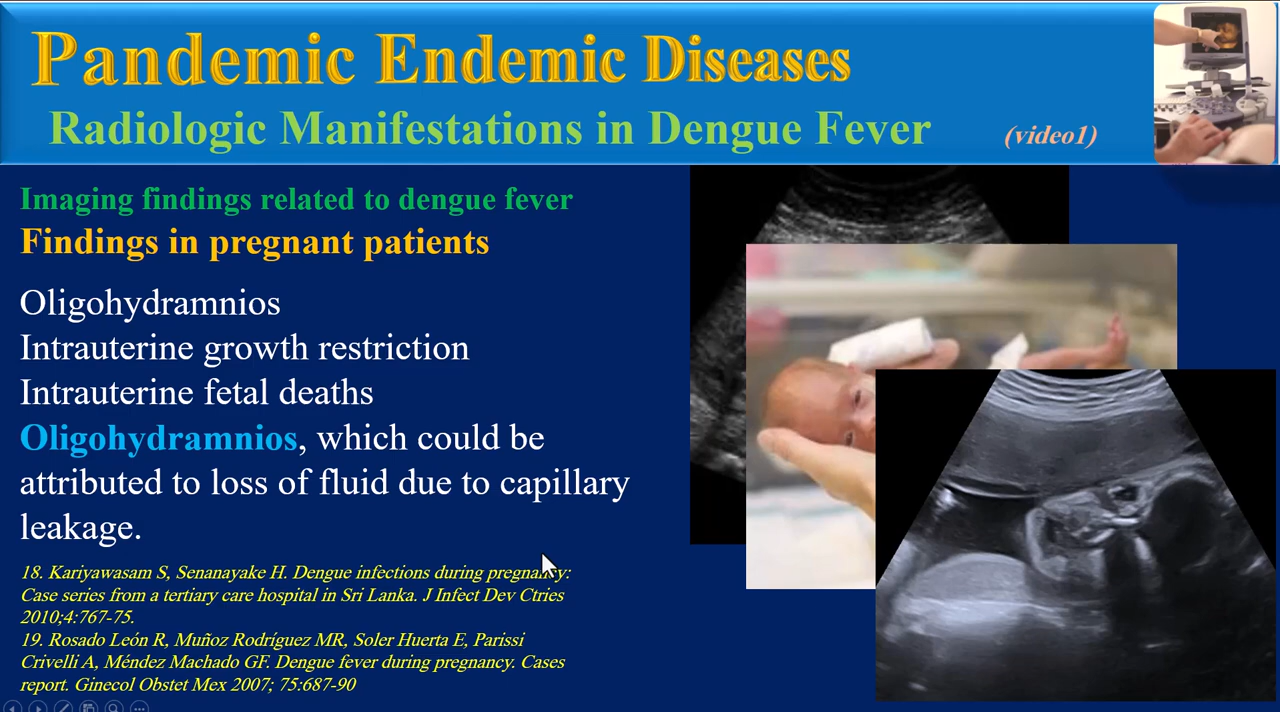 Pandemic Endemic Diseases
Radiologic Manifestations in Dengue Fever (video1)
Imaging findings related to dengue fever
Findings in pregnant patients
Oligohydramnios
Intrauterine growth restriction
Intrauterine fetal deaths
Oligohydramnios, which could be
attributed to loss of fluid due to capillary
leakage.
18. Kariyawasam S, Senanayake H. Dengue infections during pregnancy:
Case series from a tertiary care hospital in Sri Lanka. J Infect Dev Ctries
2010;4:767-75.
19. Rosado León R, Muñoz Rodríguez MR, Soler Huerta E, Parissi
Crivelli A, Méndez Machado GF. Dengue fever during pregnancy. Cases
report. Ginecol Obstet Mex 2007; 75:687-90